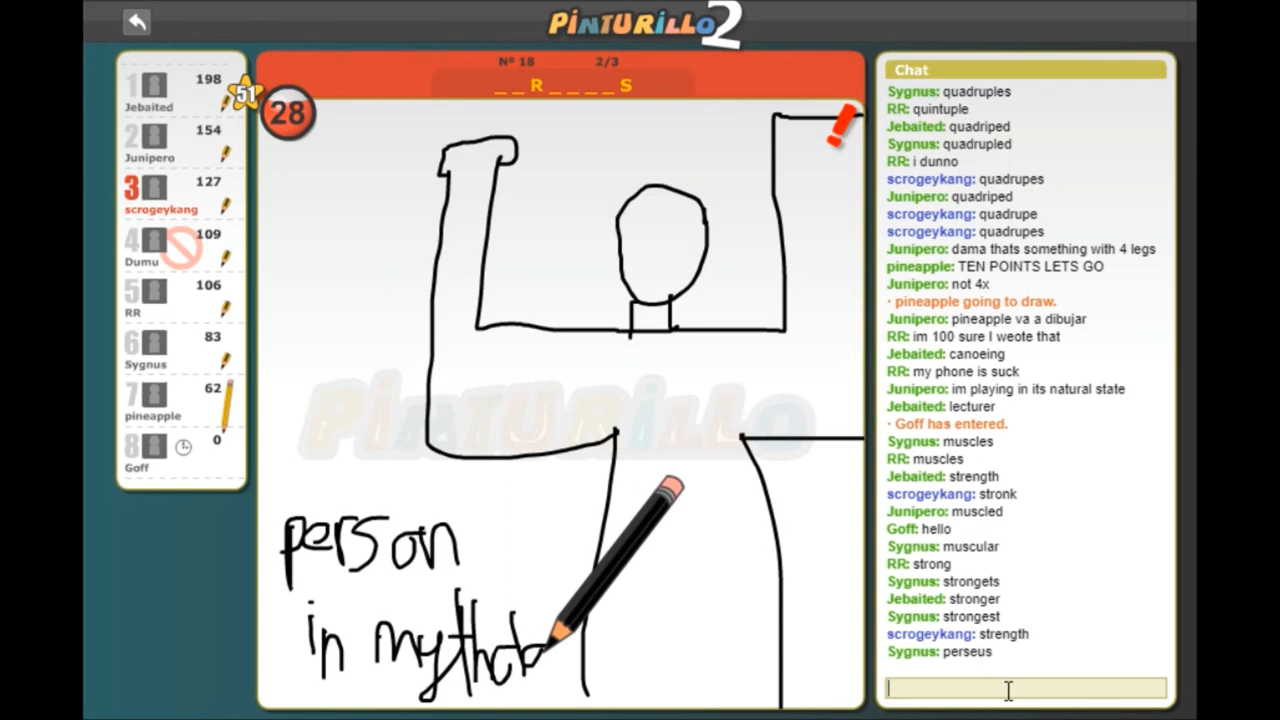 PINTURILLO 2
Nº 18 2/3
_ _ R _ _ _ _ S
28
51
1 Jebaited 198
2 Junipero 154
3 scrogeykang 127
4 Dumu 109
5 RR 106
6 Sygnus 83
7 pineapple 62
8 Goff 0
PINTURILLO
person
in mytholo
Chat
Sygnus: quadruples
RR: quintuple
Jebaited: quadriped
Sygnus: quadrupled
RR: i dunno
scrogeykang: quadrupes
Junipero: quadriped
scrogeykang: quadrupe
scrogeykang: quadrupes
Junipero: dama thats something with 4 legs
pineapple: TEN POINTS LETS GO
Junipero: not 4x
· pineapple going to draw.
Junipero: pineapple va a dibujar
RR: im 100 sure I weote that
Jebaited: canoeing
RR: my phone is suck
Junipero: im playing in its natural state
Jebaited: lecturer
· Goff has entered.
Sygnus: muscles
RR: muscles
Jebaited: strength
scrogeykang: stronk
Junipero: muscled
Goff: hello
Sygnus: muscular
RR: strong
Sygnus: strongets
Jebaited: stronger
Sygnus: strongest
scrogeykang: strength
Sygnus: perseus